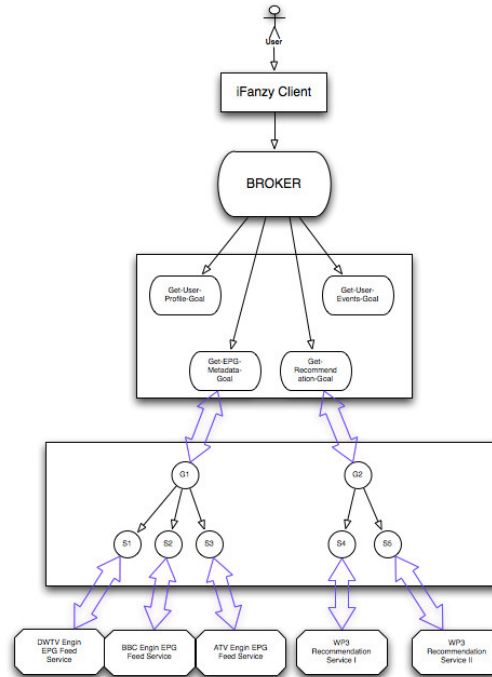 User
iFanzy Client
BROKER
Get-User-
Profile-Goal
Get-User-
Events-Goal
Get-EPG-
Metadata-
Goal
Get-
Recommend
ation-Goal
G1
G2
S1
S2
S3
S4
S5
DWTV Engin
EPG Feed
Service
BBC Engin EPG
Feed Service
ATV Engin EPG
Feed Service
WP3
Recommendation
Service I
WP3
Recommendation
Service II